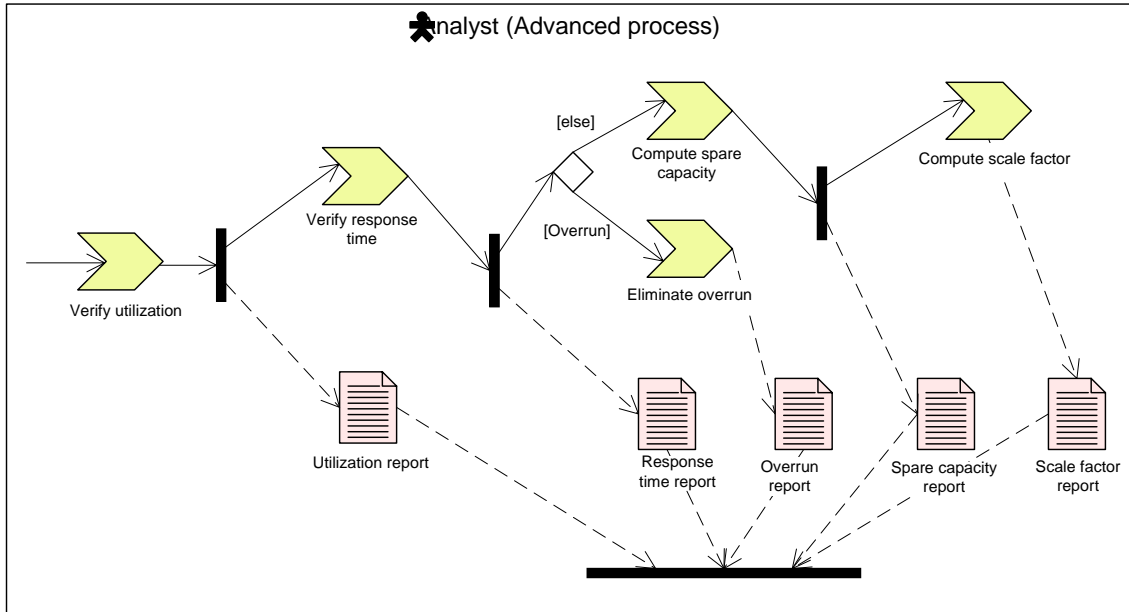 Analyst (Advanced process)
[else]
Compute spare
capacity
Compute scale factor
Verify response
time
[Overrun]
Verify utilization
Eliminate overrun
Utilization report
Response
time report
Overrun
report
Spare capacity
report
Scale factor
report